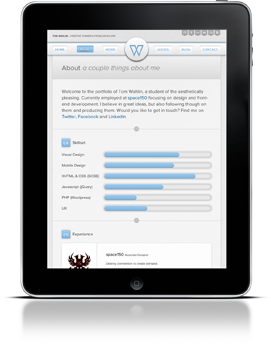 HOME
ABOUT
WORK
W
WORDS
BLOG
CONTACT
About a couple things about me
Welcome to the portfolio of Tom Watkin, a student of the aesthetically
pleasing. Currently employed at space150 focusing on design and front-
end development. I believe in great ideas, but also following though on
them and producing them. Would you like to get in touch? Find me on
Twitter, Facebook and LinkedIn.
Skillset
Visual Design
Mobile Design
XHTML & CSS (SCSS)
Javascript (jQuery)
PHP (Wordpress)
UX
Experience
space150